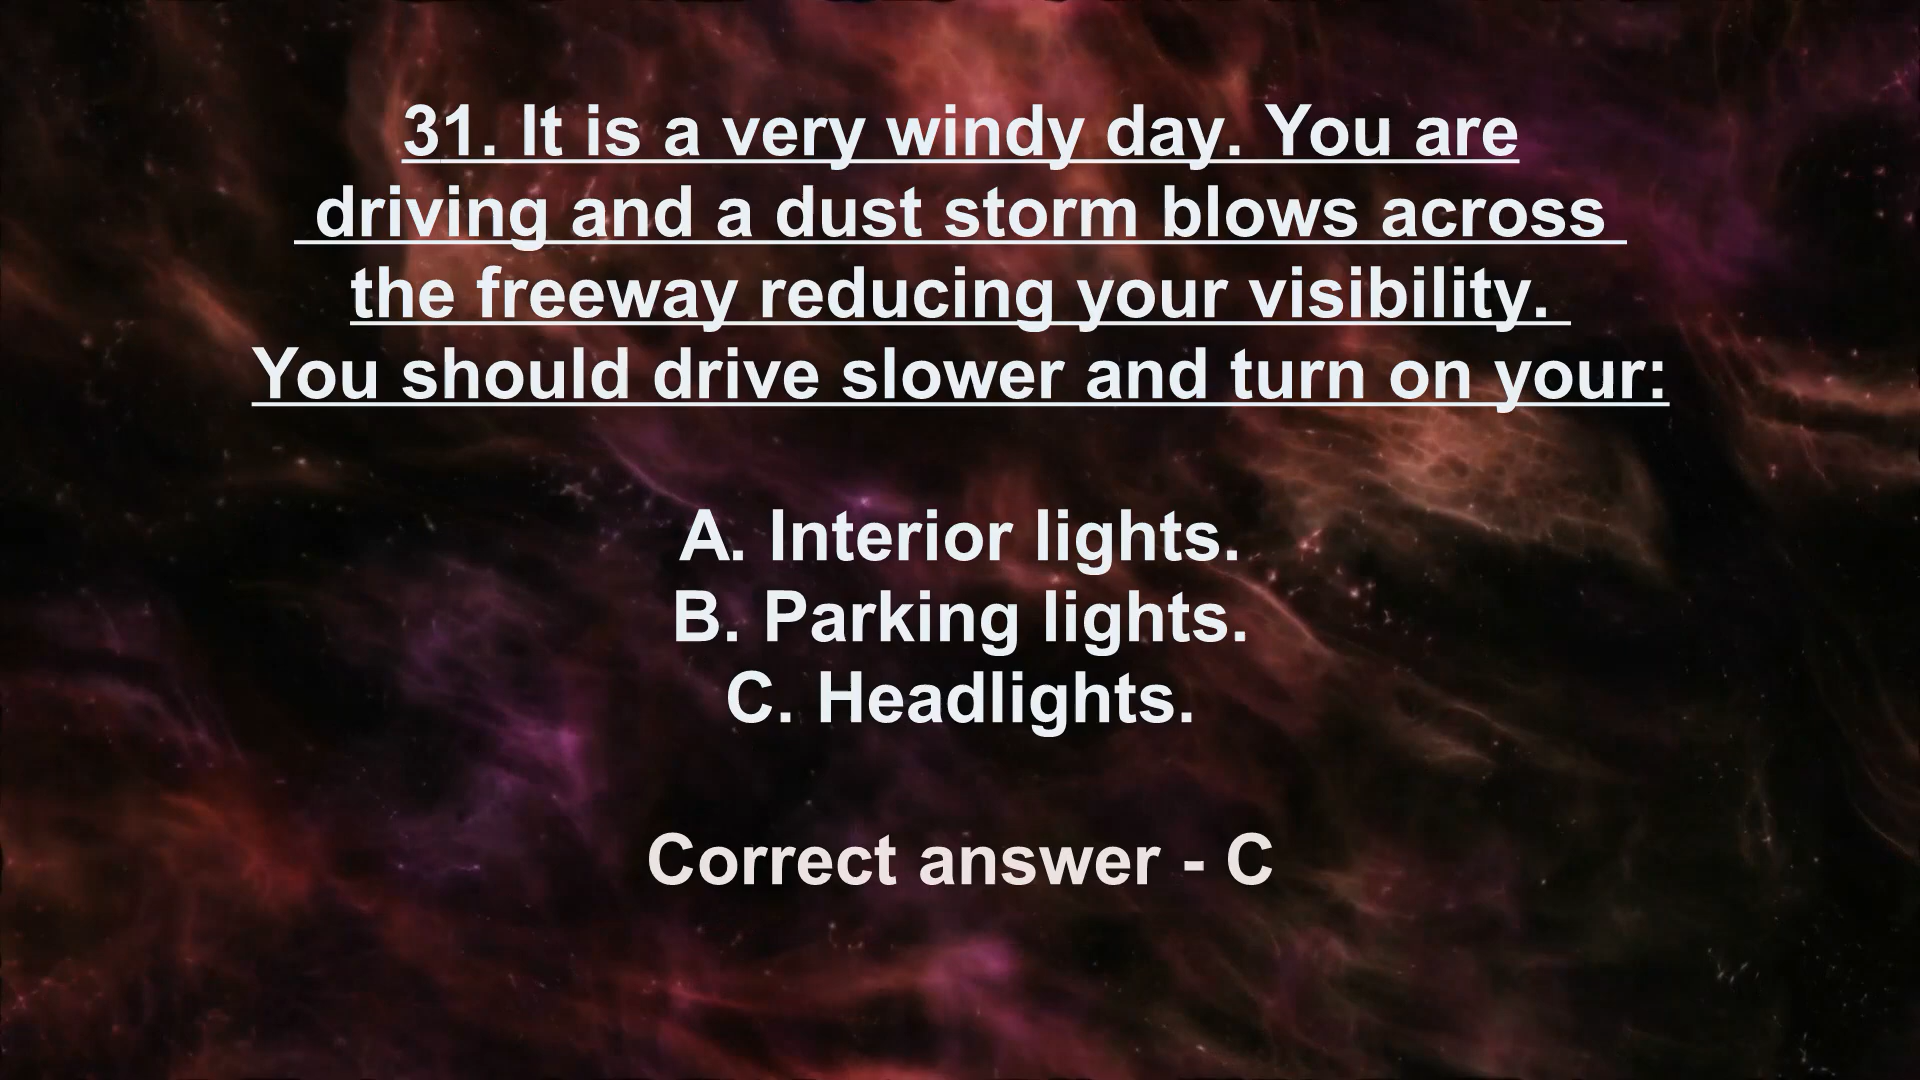 31. It is a very windy day. You are
driving and a dust storm blows across
the freeway reducing your visibility.
You should drive slower and turn on your:
A. Interior lights.
B. Parking lights.
C. Headlights.
Correct answer - C